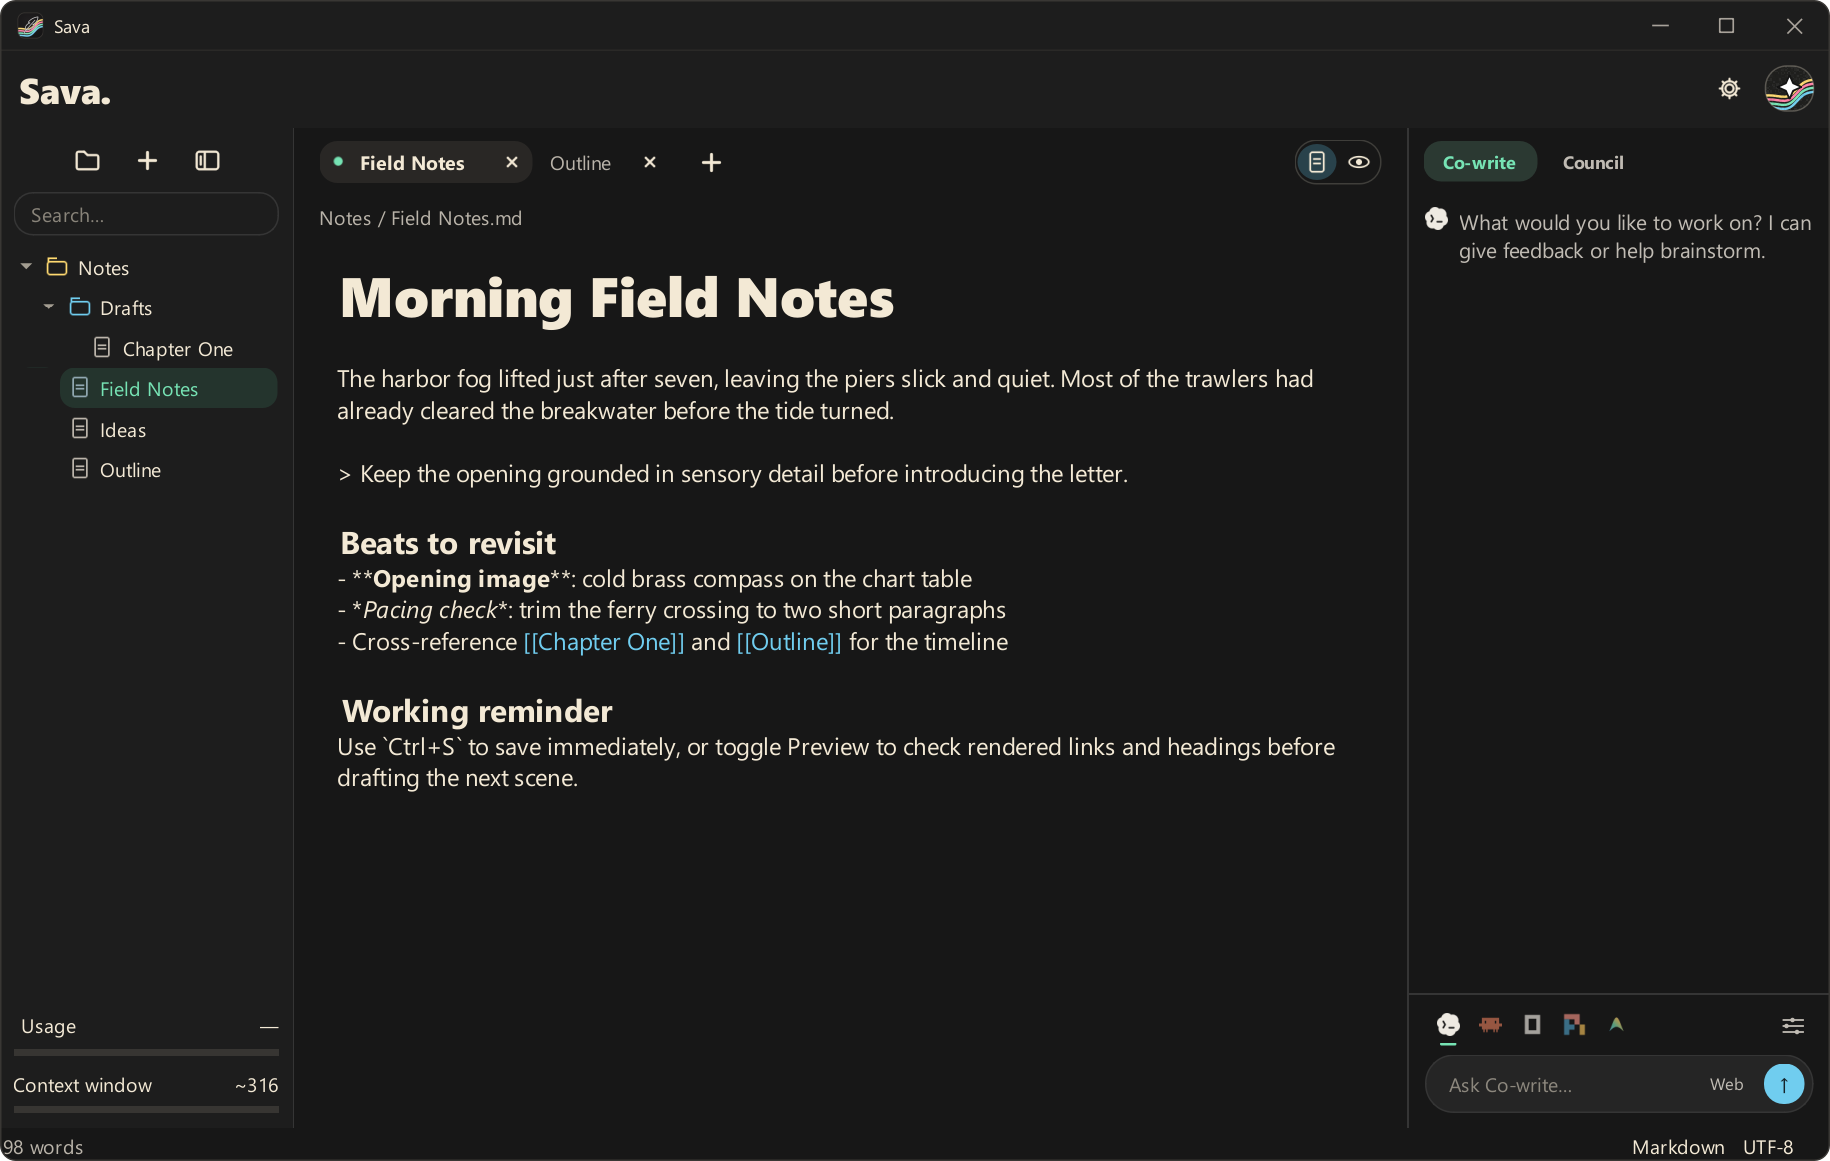 Sava
Sava.
Search...
Notes
Drafts
Chapter One
Field Notes
Ideas
Outline
Usage —
Context window ~316
98 words
Field Notes Outline
Notes / Field Notes.md
Morning Field Notes
The harbor fog lifted just after seven, leaving the piers slick and quiet. Most of the trawlers had
already cleared the breakwater before the tide turned.
> Keep the opening grounded in sensory detail before introducing the letter.
Beats to revisit
- **Opening image**: cold brass compass on the chart table
- *Pacing check*: trim the ferry crossing to two short paragraphs
- Cross-reference [[Chapter One]] and [[Outline]] for the timeline
Working reminder
Use `Ctrl+S` to save immediately, or toggle Preview to check rendered links and headings before
drafting the next scene.
Co-write Council
What would you like to work on? I can
give feedback or help brainstorm.
Ask Co-write... Web
Markdown UTF-8